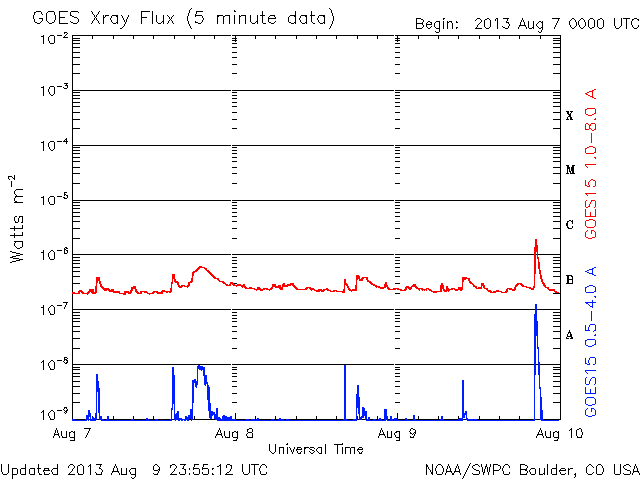 GOES Xray Flux (5 minute data)
Begin: 2013 Aug 7 0000 UTC
10⁻²
10⁻³
10⁻⁴
10⁻⁵
10⁻⁶
10⁻⁷
10⁻⁸
10⁻⁹
Watts m⁻²
X
M
C
B
A
GOES15 1.0–8.0 A
GOES15 0.5–4.0 A
Aug 7
Aug 8
Aug 9
Aug 10
Universal Time
Updated 2013 Aug 9 23:55:12 UTC
NOAA/SWPC Boulder, CO USA